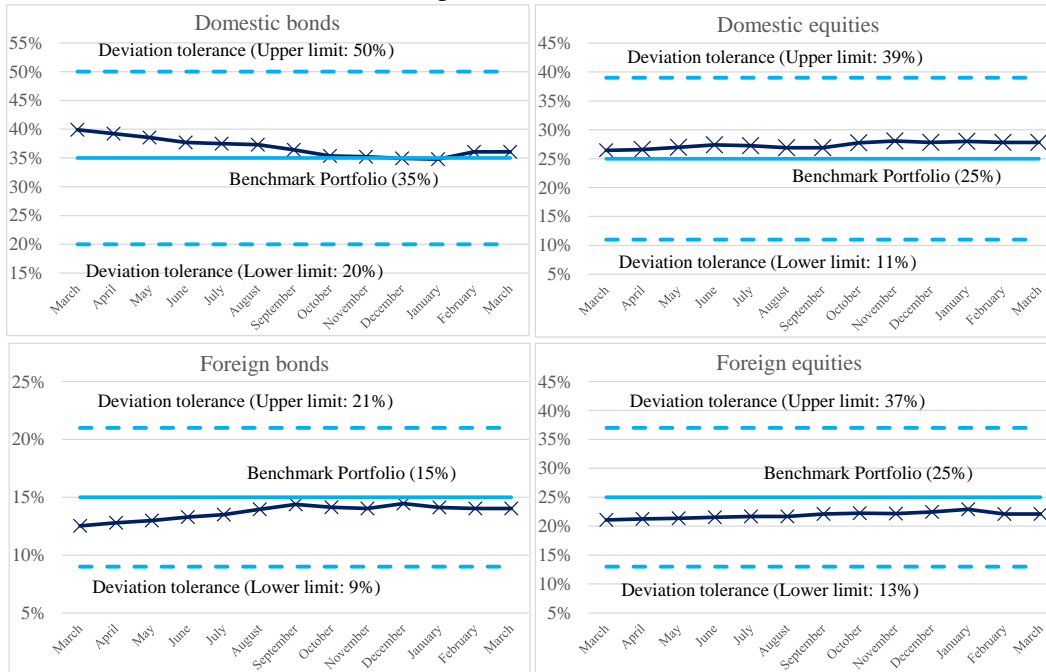 Domestic bonds
55%
50%
45%
40%
35%
30%
25%
20%
15%
Deviation tolerance (Upper limit: 50%)
Benchmark Portfolio (35%)
Deviation tolerance (Lower limit: 20%)
March
April
May
June
July
August
September
October
November
December
January
February
March
Domestic equities
45%
40%
35%
30%
25%
20%
15%
10%
5%
Deviation tolerance (Upper limit: 39%)
Benchmark Portfolio (25%)
Deviation tolerance (Lower limit: 11%)
March
April
May
June
July
August
September
October
November
December
January
February
March
Foreign bonds
25%
20%
15%
10%
5%
Deviation tolerance (Upper limit: 21%)
Benchmark Portfolio (15%)
Deviation tolerance (Lower limit: 9%)
March
April
May
June
July
August
September
October
November
December
January
February
March
Foreign equities
45%
40%
35%
30%
25%
20%
15%
10%
5%
Deviation tolerance (Upper limit: 37%)
Benchmark Portfolio (25%)
Deviation tolerance (Lower limit: 13%)
March
April
May
June
July
August
September
October
November
December
January
February
March